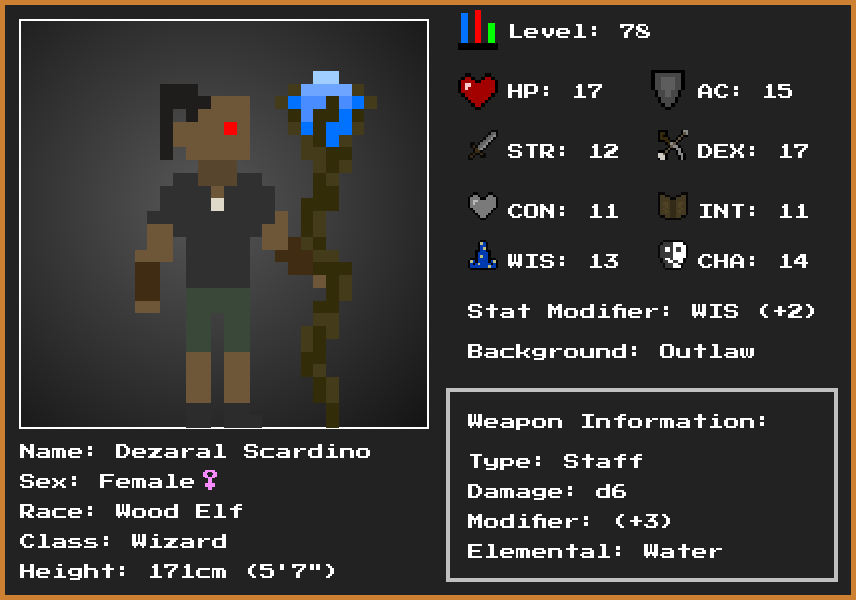 Level: 78
HP: 17 AC: 15
STR: 12 DEX: 17
CON: 11 INT: 11
WIS: 13 CHA: 14
Stat Modifier: WIS (+2)
Background: Outlaw
Weapon Information:
Type: Staff
Damage: d6
Modifier: (+3)
Elemental: Water
Name: Dezaral Scardino
Sex: Female♀
Race: Wood Elf
Class: Wizard
Height: 171cm (5'7")